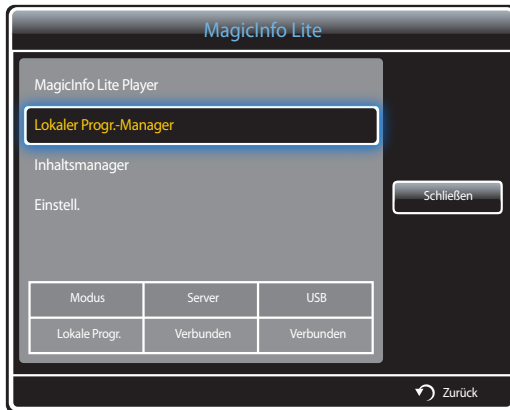 MagicInfo Lite
MagicInfo Lite Player
Lokaler Progr.-Manager
Inhaltsmanager
Einstell.
Schließen
Modus Server USB
Lokale Progr. Verbunden Verbunden
Zurück